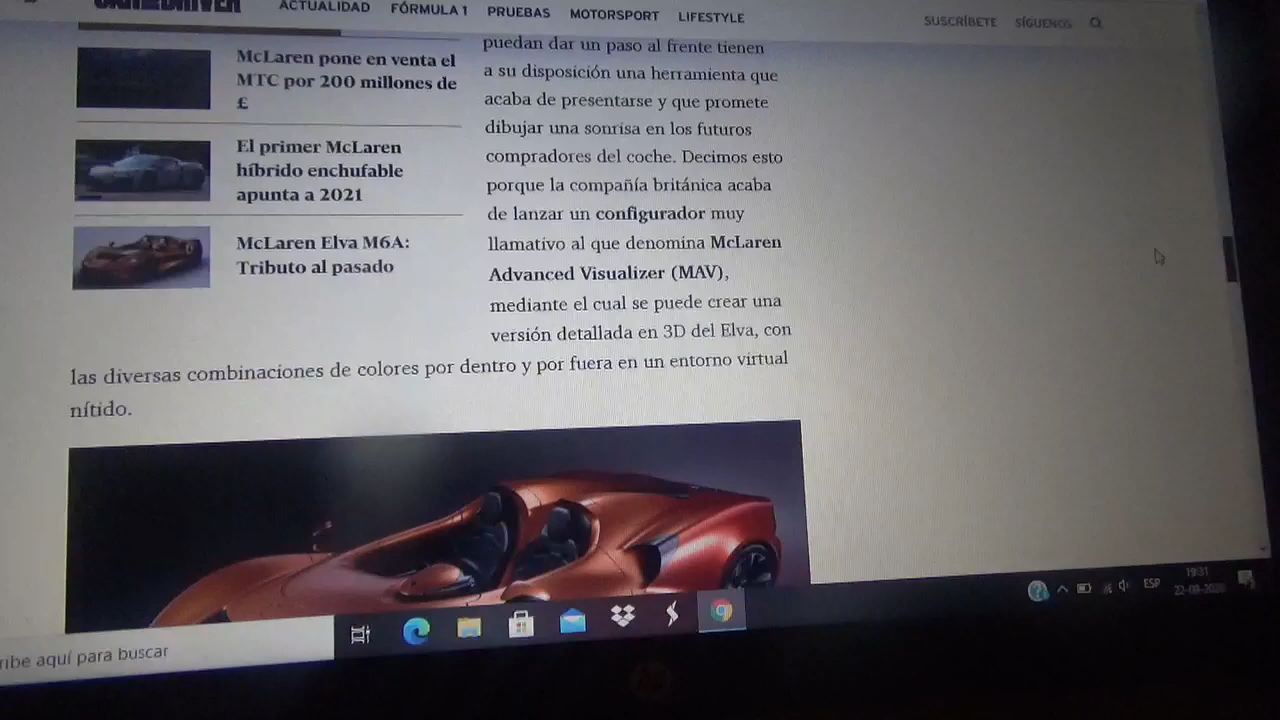 ACTUALIDAD FÓRMULA 1 PRUEBAS MOTORSPORT LIFESTYLE
SUSCRÍBETE SÍGUENOS
McLaren pone en venta el
MTC por 200 millones de
£
El primer McLaren
híbrido enchufable
apunta a 2021
McLaren Elva M6A:
Tributo al pasado
puedan dar un paso al frente tienen
a su disposición una herramienta que
acaba de presentarse y que promete
dibujar una sonrisa en los futuros
compradores del coche. Decimos esto
porque la compañía británica acaba
de lanzar un configurador muy
llamativo al que denomina McLaren
Advanced Visualizer (MAV),
mediante el cual se puede crear una
versión detallada en 3D del Elva, con
las diversas combinaciones de colores por dentro y por fuera en un entorno virtual
nítido.
ribe aquí para buscar
ESP
19:31